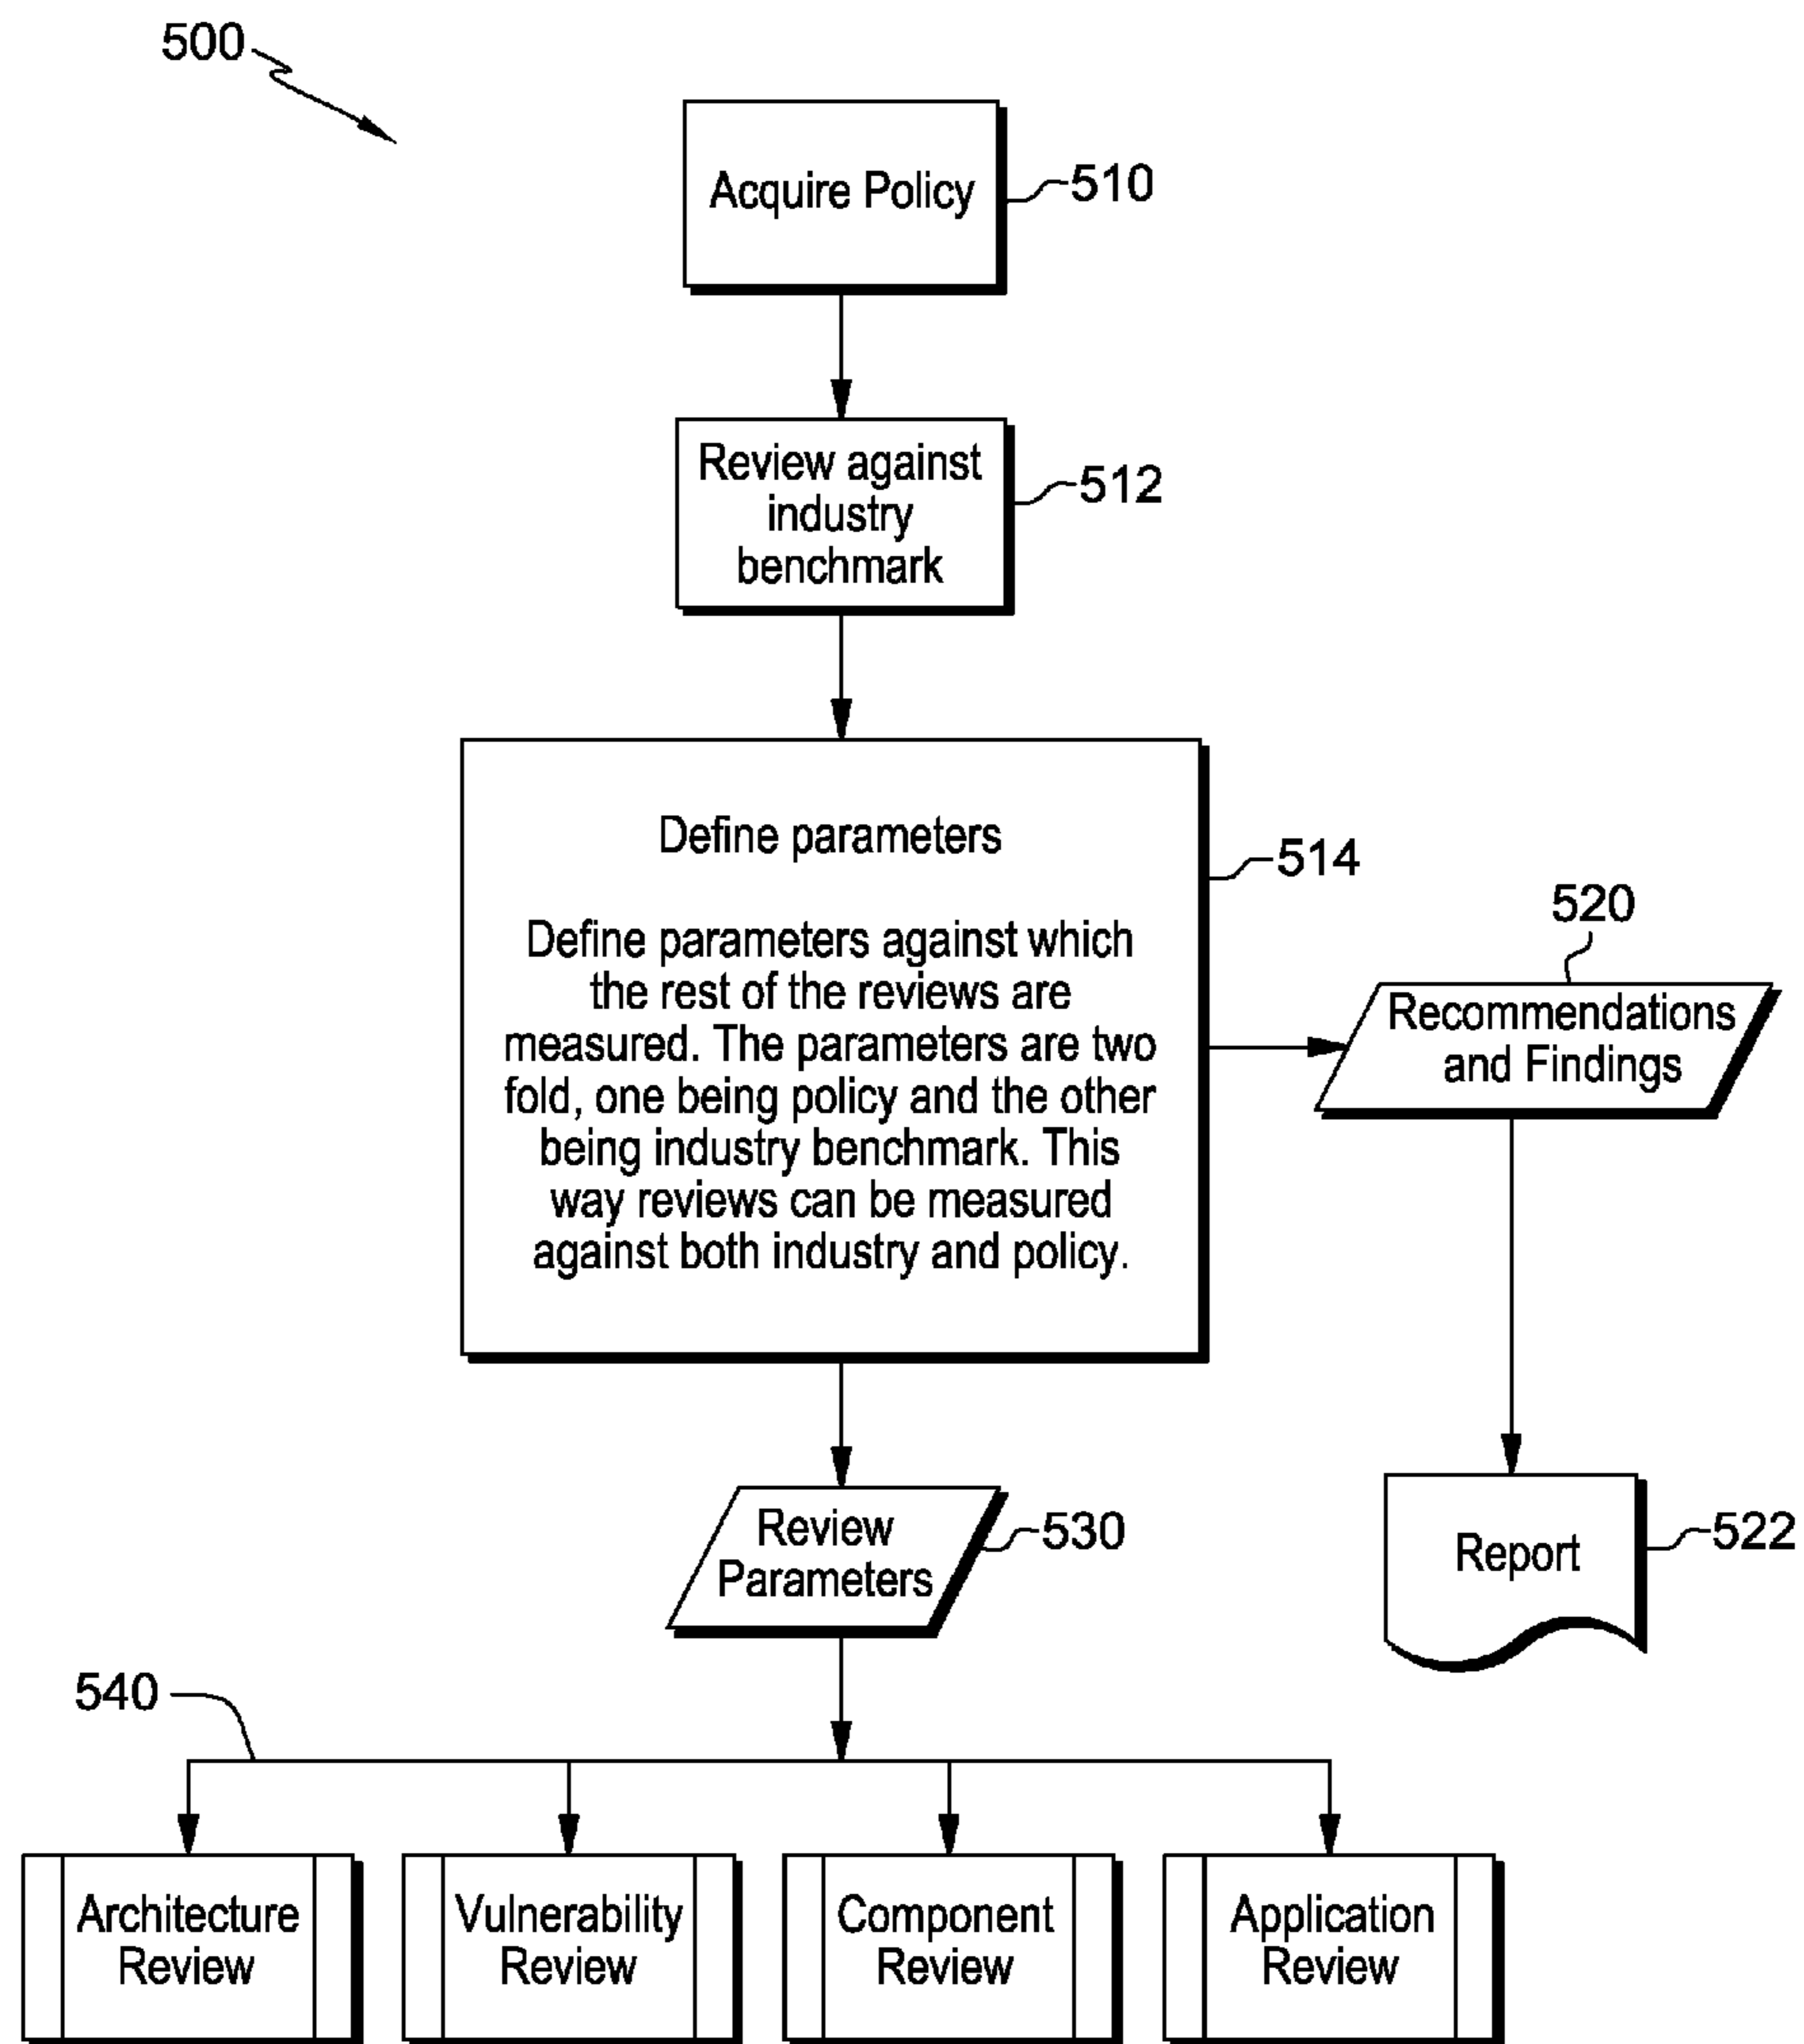 500
Acquire Policy
510
Review against
industry
benchmark
512
Define parameters
514
Define parameters against which
the rest of the reviews are
measured. The parameters are two
fold, one being policy and the other
being industry benchmark. This
way reviews can be measured
against both industry and policy.
520
Recommendations
and Findings
Review
Parameters
530
Report
522
540
Architecture
Review
Vulnerability
Review
Component
Review
Application
Review